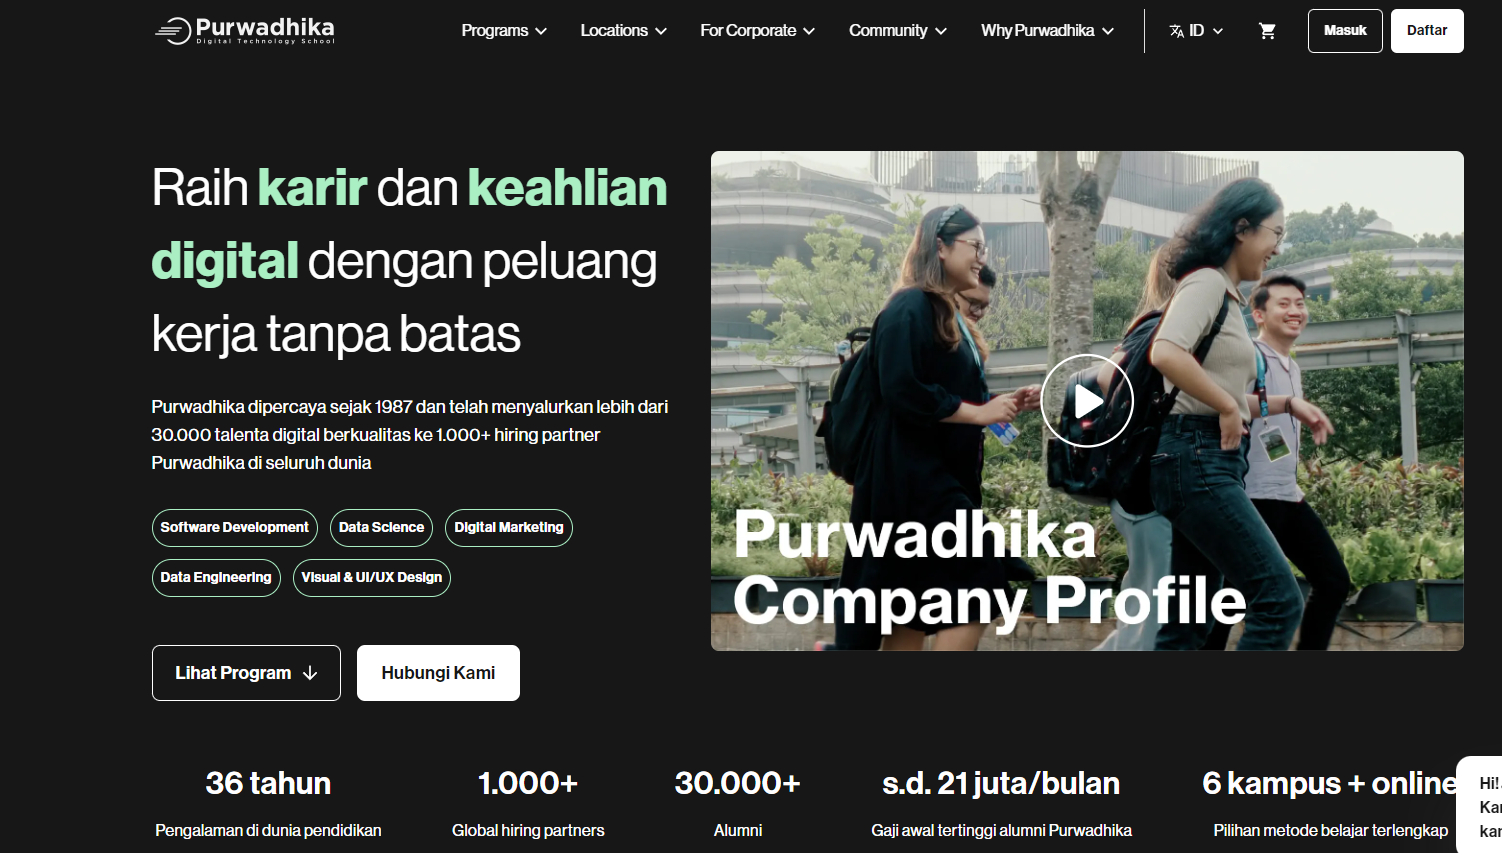 Purwadhika
Digital Technology School
Programs
Locations
For Corporate
Community
Why Purwadhika
ID
Masuk
Daftar
Raih karir dan keahlian
digital dengan peluang
kerja tanpa batas
Purwadhika dipercaya sejak 1987 dan telah menyalurkan lebih dari
30.000 talenta digital berkualitas ke 1.000+ hiring partner
Purwadhika di seluruh dunia
Software Development
Data Science
Digital Marketing
Data Engineering
Visual & UI/UX Design
Lihat Program
Hubungi Kami
Purwadhika
Company Profile
36 tahun
Pengalaman di dunia pendidikan
1.000+
Global hiring partners
30.000+
Alumni
s.d. 21 juta/bulan
Gaji awal tertinggi alumni Purwadhika
6 kampus + online
Pilihan metode belajar terlengkap
Hi!